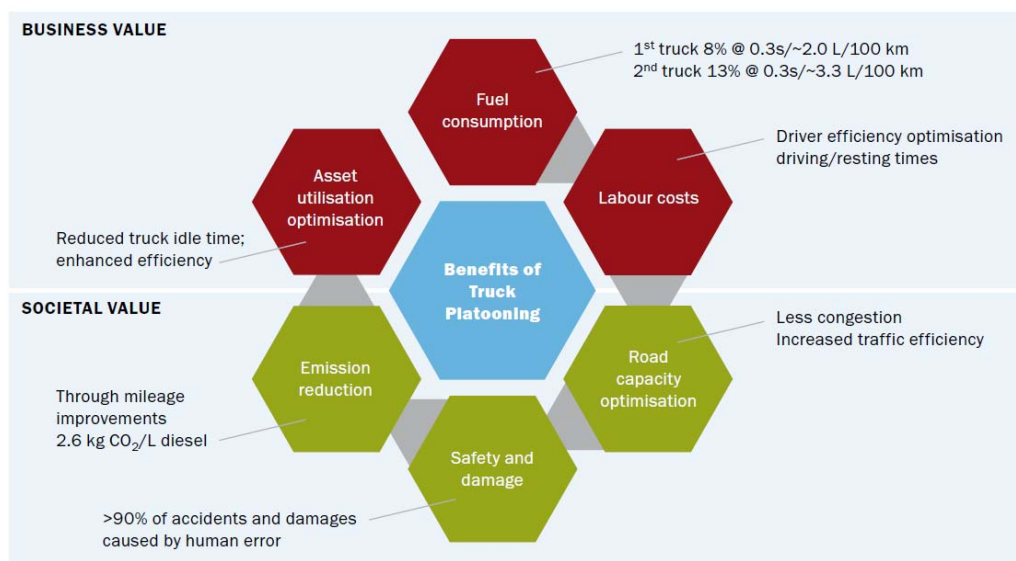 BUSINESS VALUE
1st truck 8% @ 0.3s/~2.0 L/100 km
2nd truck 13% @ 0.3s/~3.3 L/100 km
Fuel
consumption
Driver efficiency optimisation
driving/resting times
Asset
utilisation
optimisation
Labour costs
Reduced truck idle time;
enhanced efficiency
Benefits of
Truck
Platooning
SOCIETAL VALUE
Less congestion
Increased traffic efficiency
Emission
reduction
Road
capacity
optimisation
Through mileage
improvements
2.6 kg CO₂/L diesel
Safety and
damage
>90% of accidents and damages
caused by human error